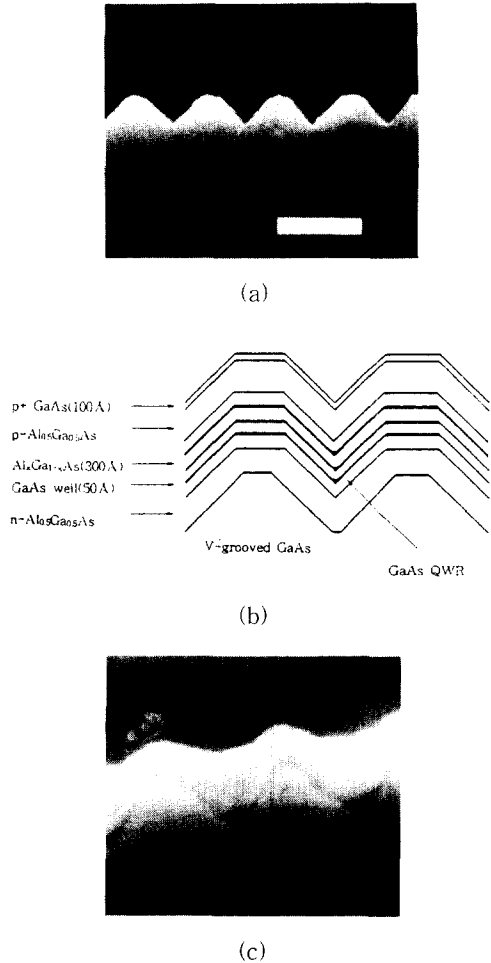 (a)
p+ GaAs(100Å)
p-Al0.5Ga0.5As
AlxGa1-xAs(300Å)
GaAs well(50Å)
n-Al0.5Ga0.5As
V-grooved GaAs
GaAs QWR
(b)
(c)